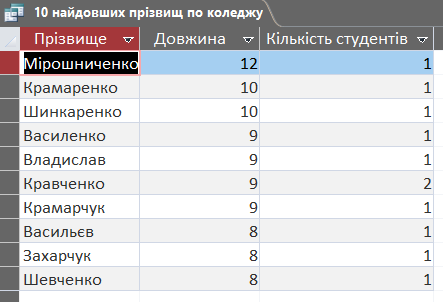 10 найдовших прізвищ по коледжу
Прізвище Довжина Кількість студентів
Мірошниченко 12 1
Крамаренко 10 1
Шинкаренко 10 1
Василенко 9 1
Владислав 9 1
Кравченко 9 2
Крамарчук 9 1
Васильєв 8 1
Захарчук 8 1
Шевченко 8 1